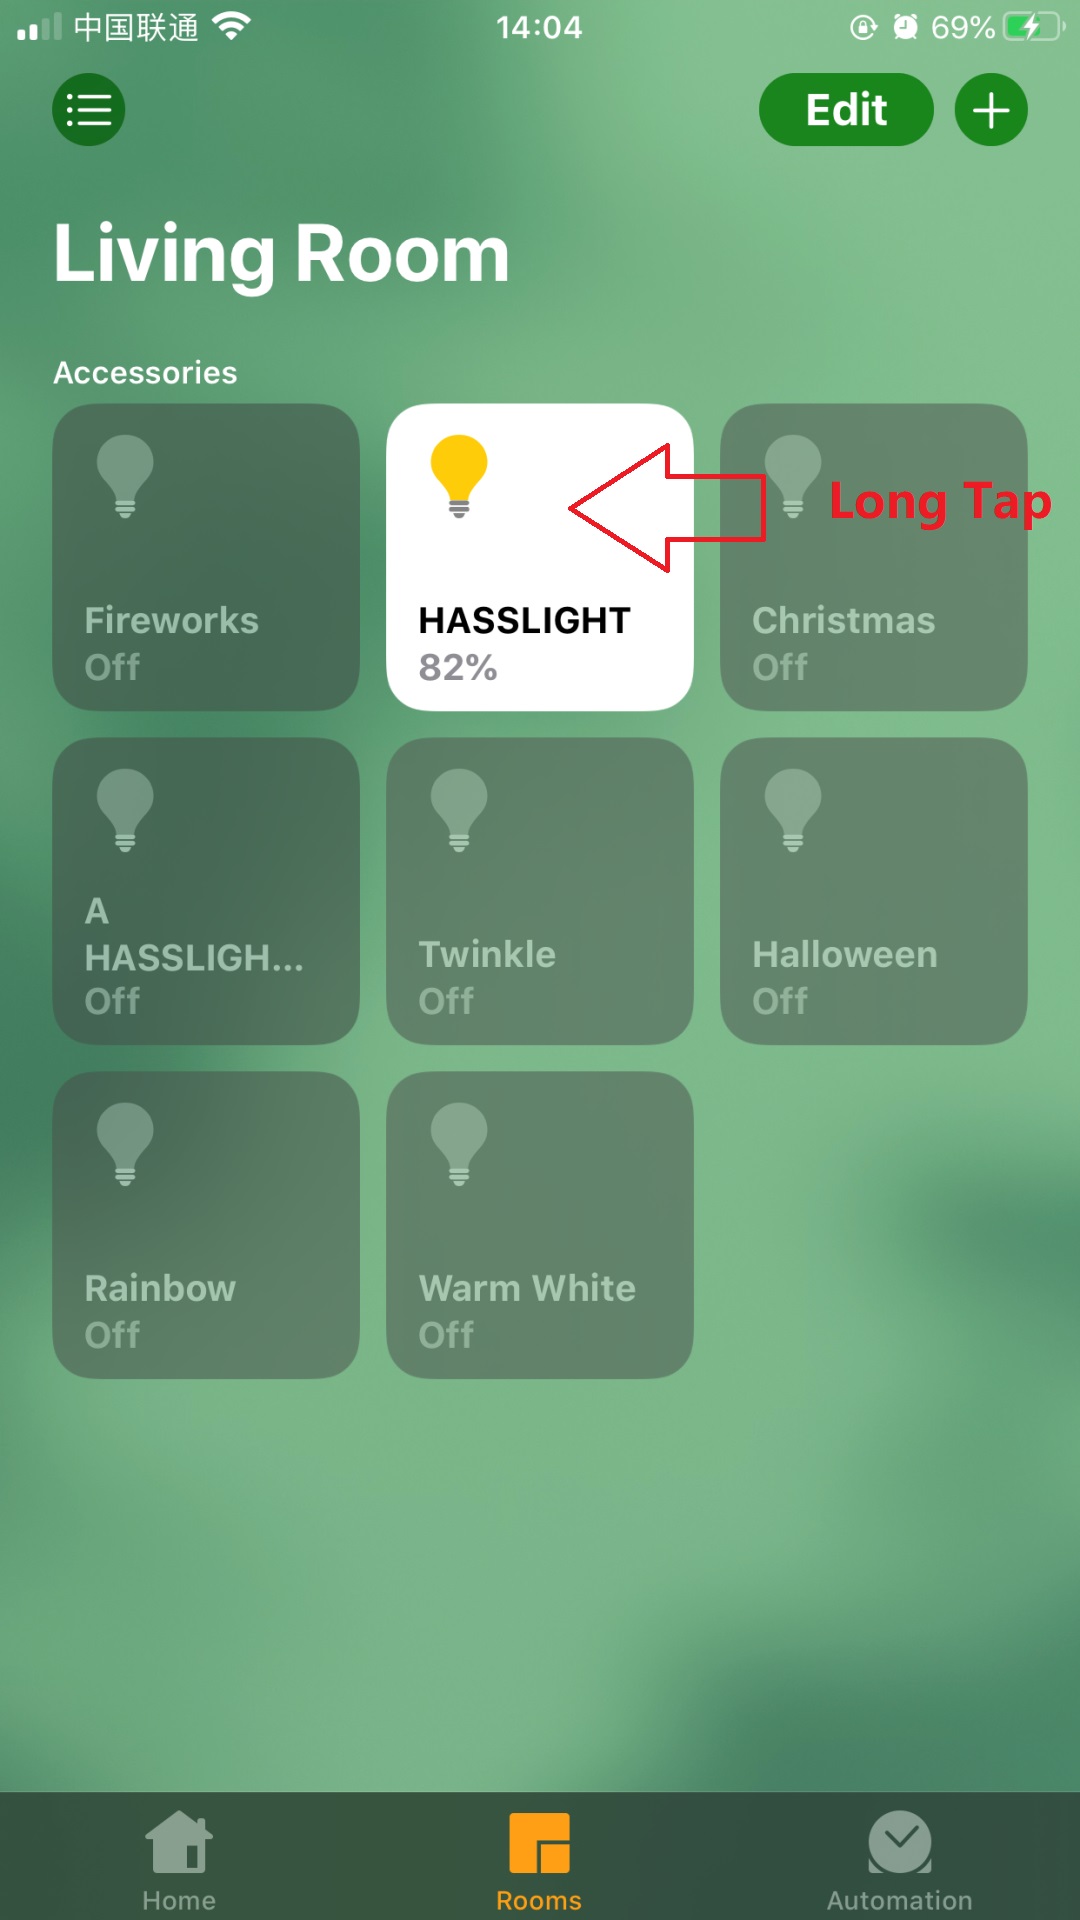 中国联通
14:04
69%
Edit
Living Room
Accessories
Fireworks
Off
HASSLIGHT
82%
Long Tap
Christmas
Off
A
HASSLIGH...
Off
Twinkle
Off
Halloween
Off
Rainbow
Off
Warm White
Off
Home
Rooms
Automation